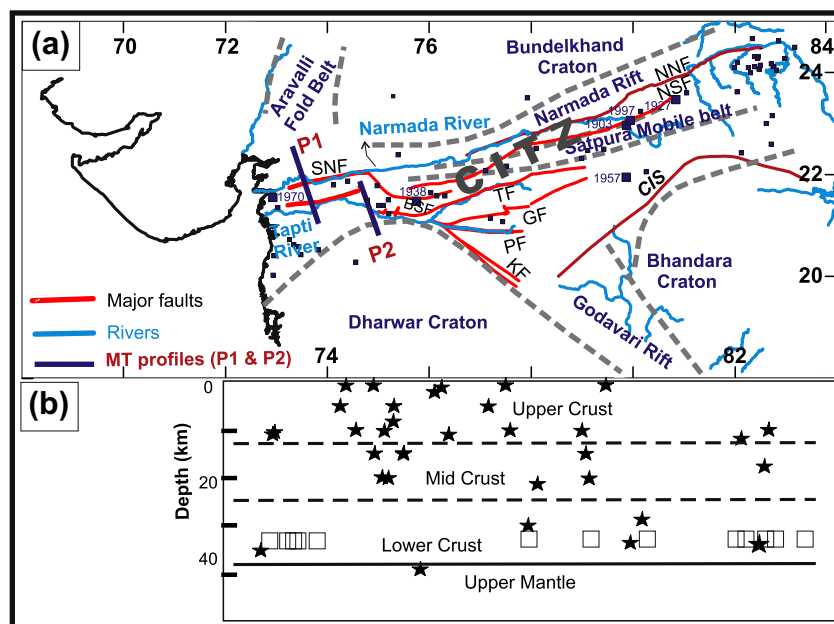 (a)
70
72
76
84
24
Bundelkhand
Craton
Aravalli
Fold Belt
Narmada Rift
NNF
NSF
Narmada River
1927
1997
1903
Satpura Mobile belt
P1
SNF
CITZ
1957
cis
22
1970
1938
BSF
TF
GF
Tapti
River
P2
PF
KF
Bhandara
Craton
20
Major faults
Rivers
MT profiles (P1 & P2)
Dharwar Craton
Godavari Rift
74
82
(b)
0
Upper Crust
10
Mid Crust
20
Depth (km)
30
Lower Crust
40
Upper Mantle